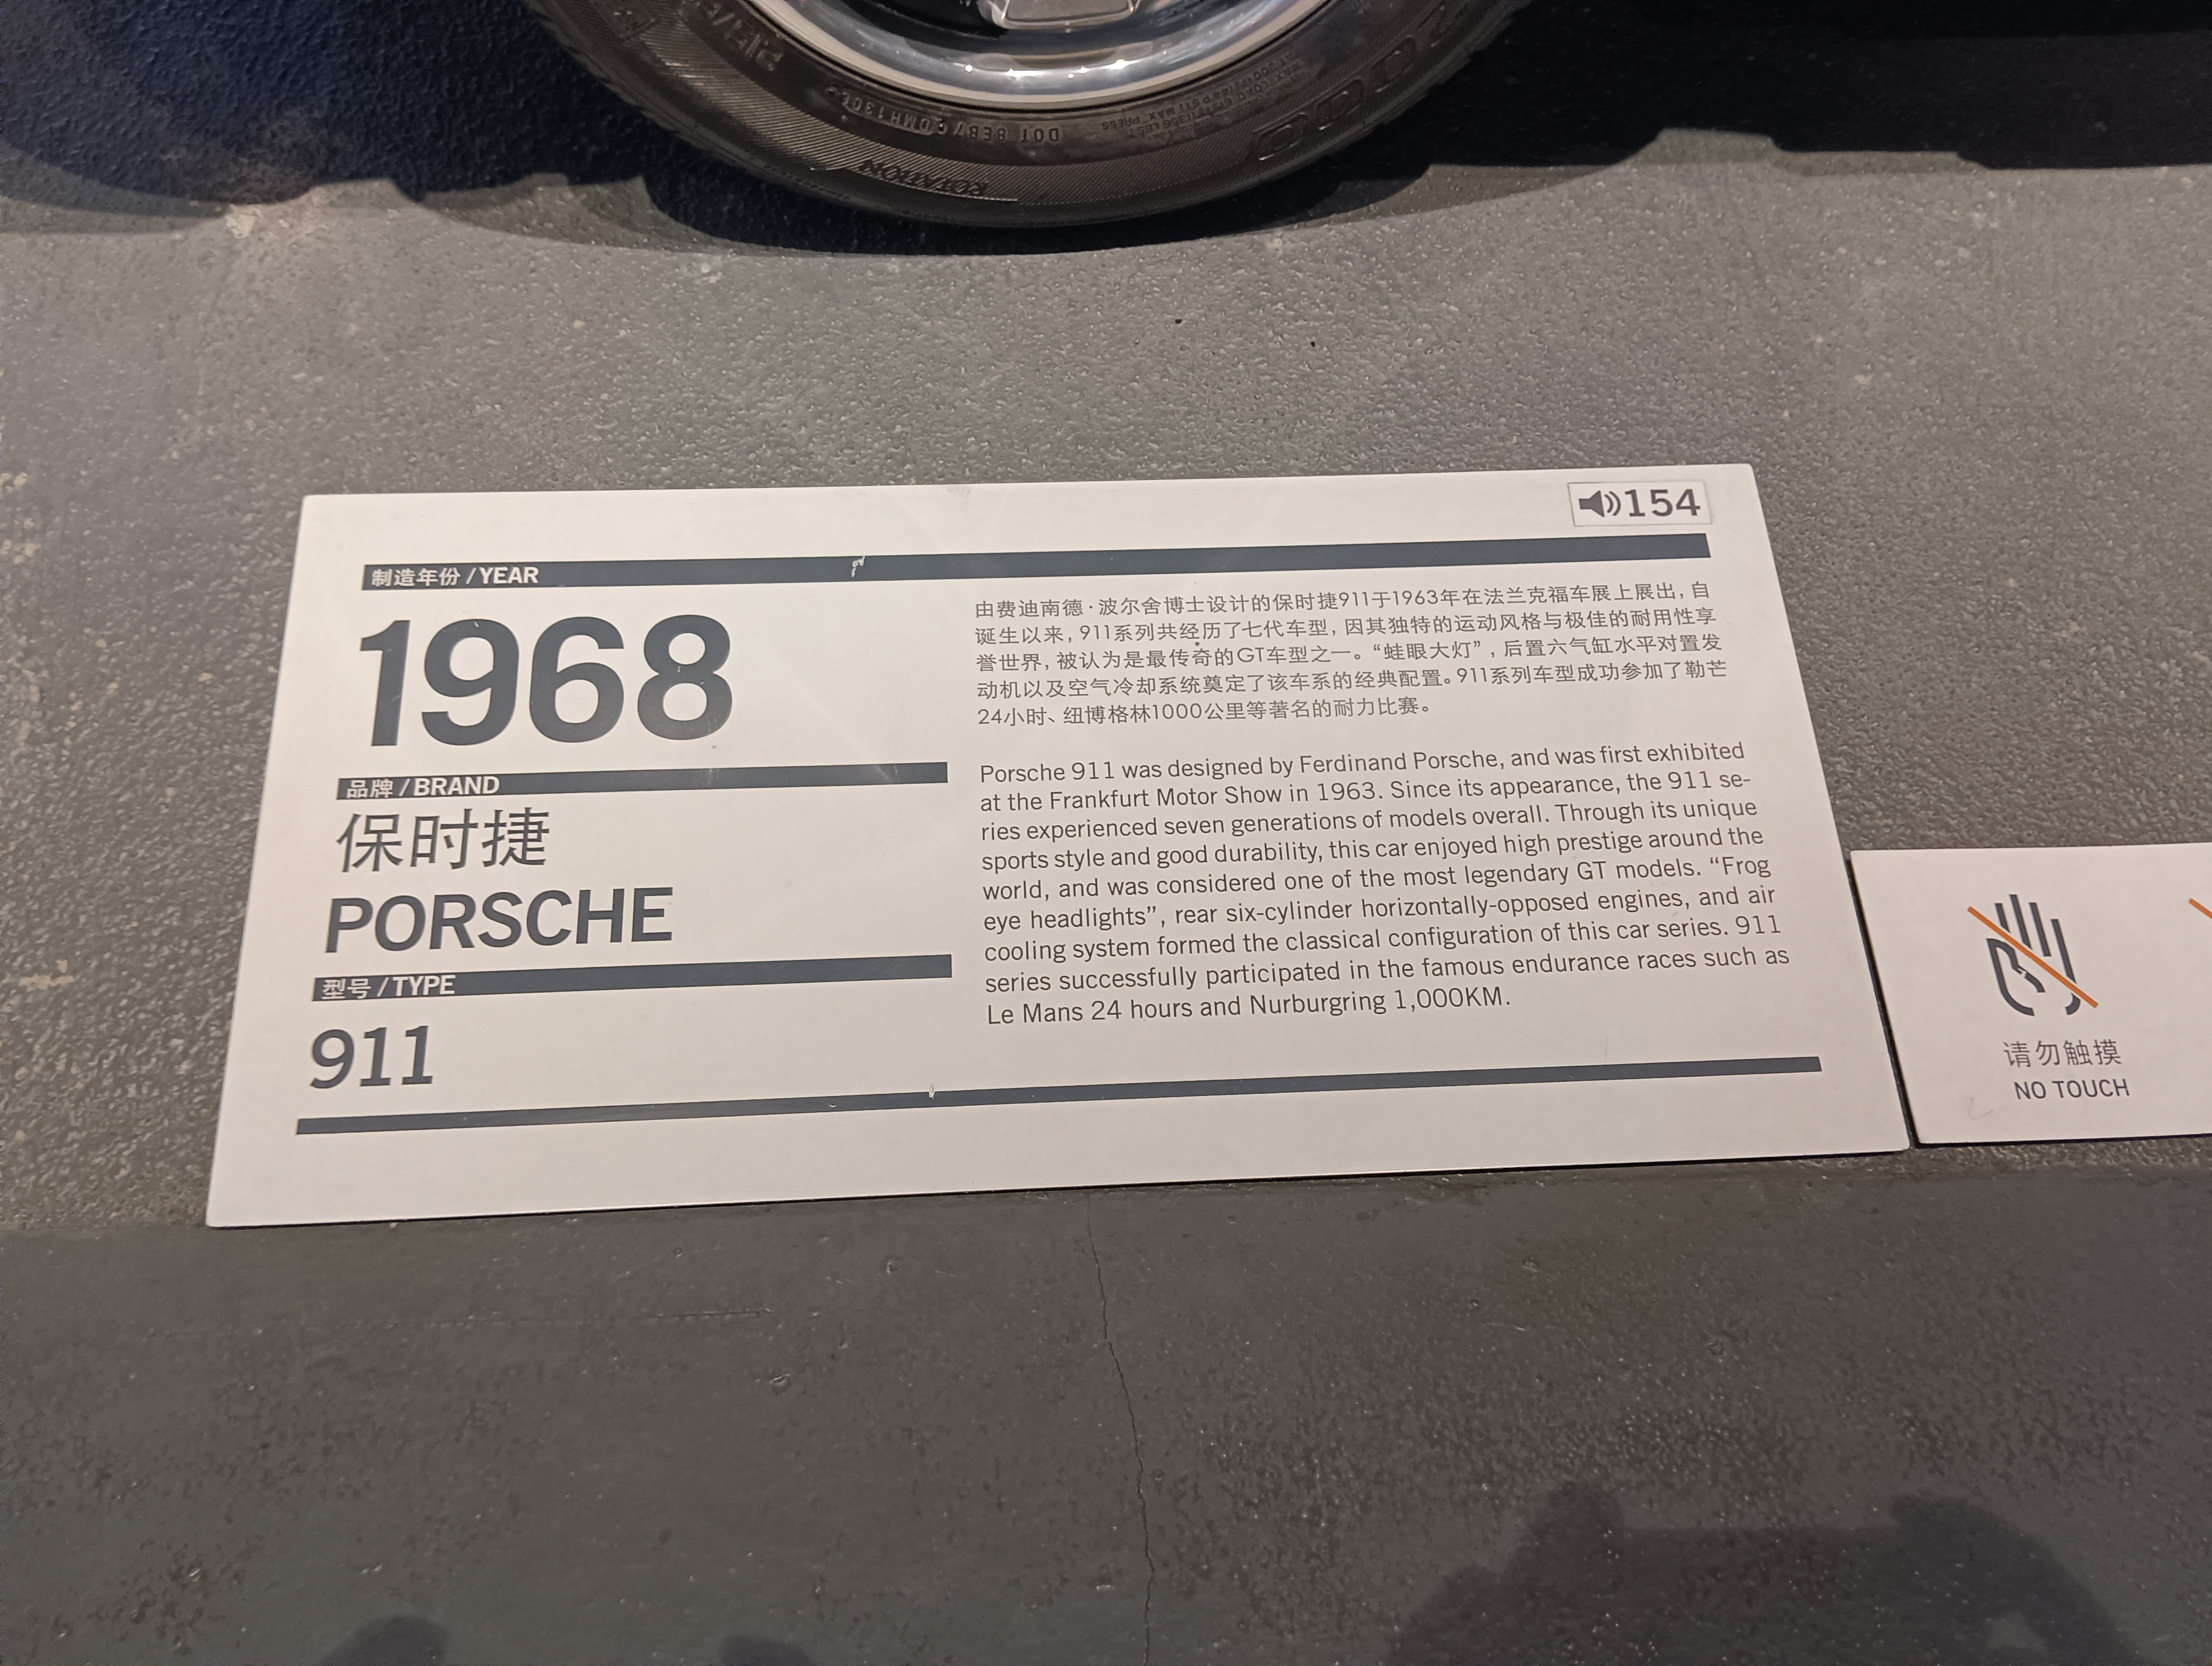 DOT 8EB7 DMH
ROTATION
154
制造年份 / YEAR
1968
品牌 / BRAND
保时捷
PORSCHE
型号 / TYPE
911
由费迪南德·波尔舍博士设计的保时捷911于1963年在法兰克福车展上展出，自
诞生以来，911系列共经历了七代车型，因其独特的运动风格与极佳的耐用性享
誉世界，被认为是最传奇的GT车型之一。“蛙眼大灯”，后置六气缸水平对置发
动机以及空气冷却系统奠定了该车系的经典配置。911系列车型成功参加了勒芒
24小时、纽博格林1000公里等著名的耐力比赛。
Porsche 911 was designed by Ferdinand Porsche, and was first exhibited
at the Frankfurt Motor Show in 1963. Since its appearance, the 911 se-
ries experienced seven generations of models overall. Through its unique
sports style and good durability, this car enjoyed high prestige around the
world, and was considered one of the most legendary GT models. “Frog
eye headlights”, rear six-cylinder horizontally-opposed engines, and air
cooling system formed the classical configuration of this car series. 911
series successfully participated in the famous endurance races such as
Le Mans 24 hours and Nurburgring 1,000KM.
请勿触摸
NO TOUCH